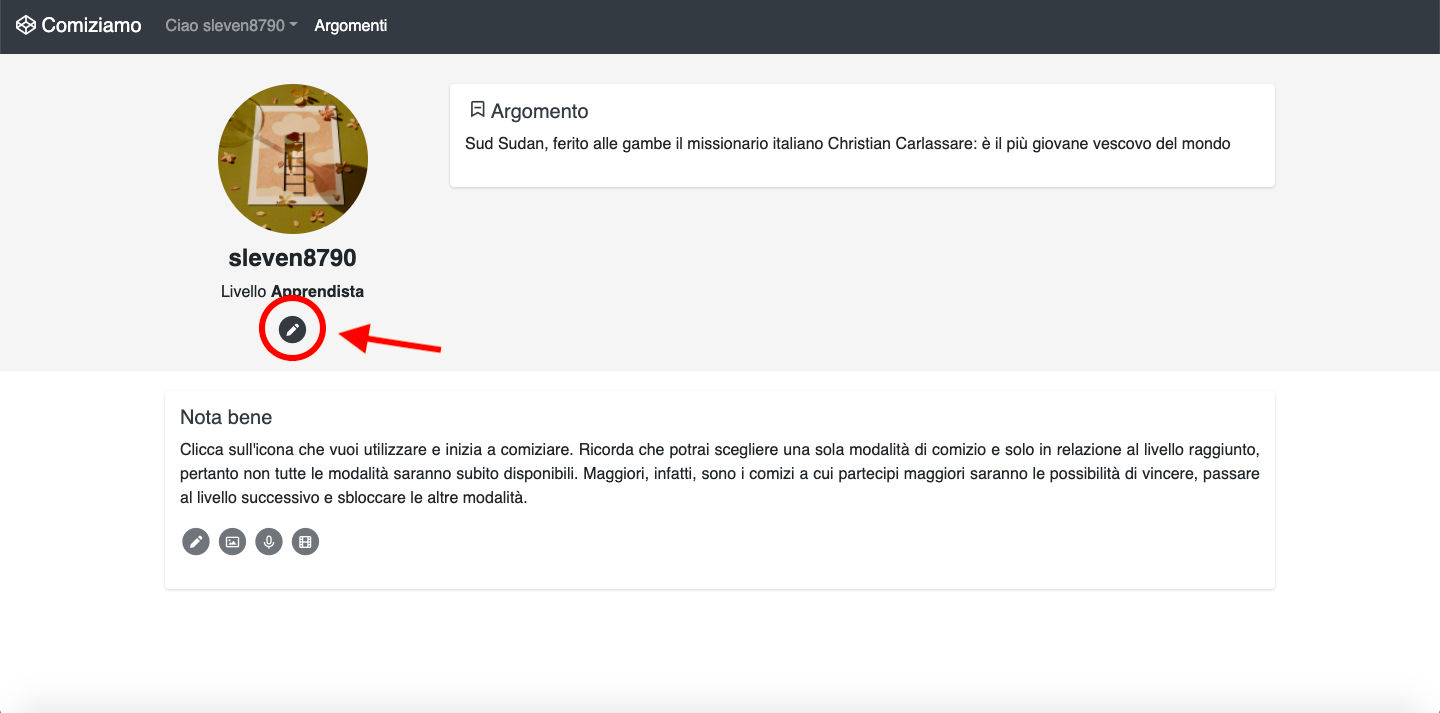 Comiziamo
Ciao sleven8790
Argomenti
sleven8790
Livello Apprendista
Argomento
Sud Sudan, ferito alle gambe il missionario italiano Christian Carlassare: è il più giovane vescovo del mondo
Nota bene
Clicca sull'icona che vuoi utilizzare e inizia a comiziare. Ricorda che potrai scegliere una sola modalità di comizio e solo in relazione al livello raggiunto,
pertanto non tutte le modalità saranno subito disponibili. Maggiori, infatti, sono i comizi a cui partecipi maggiori saranno le possibilità di vincere, passare
al livello successivo e sbloccare le altre modalità.